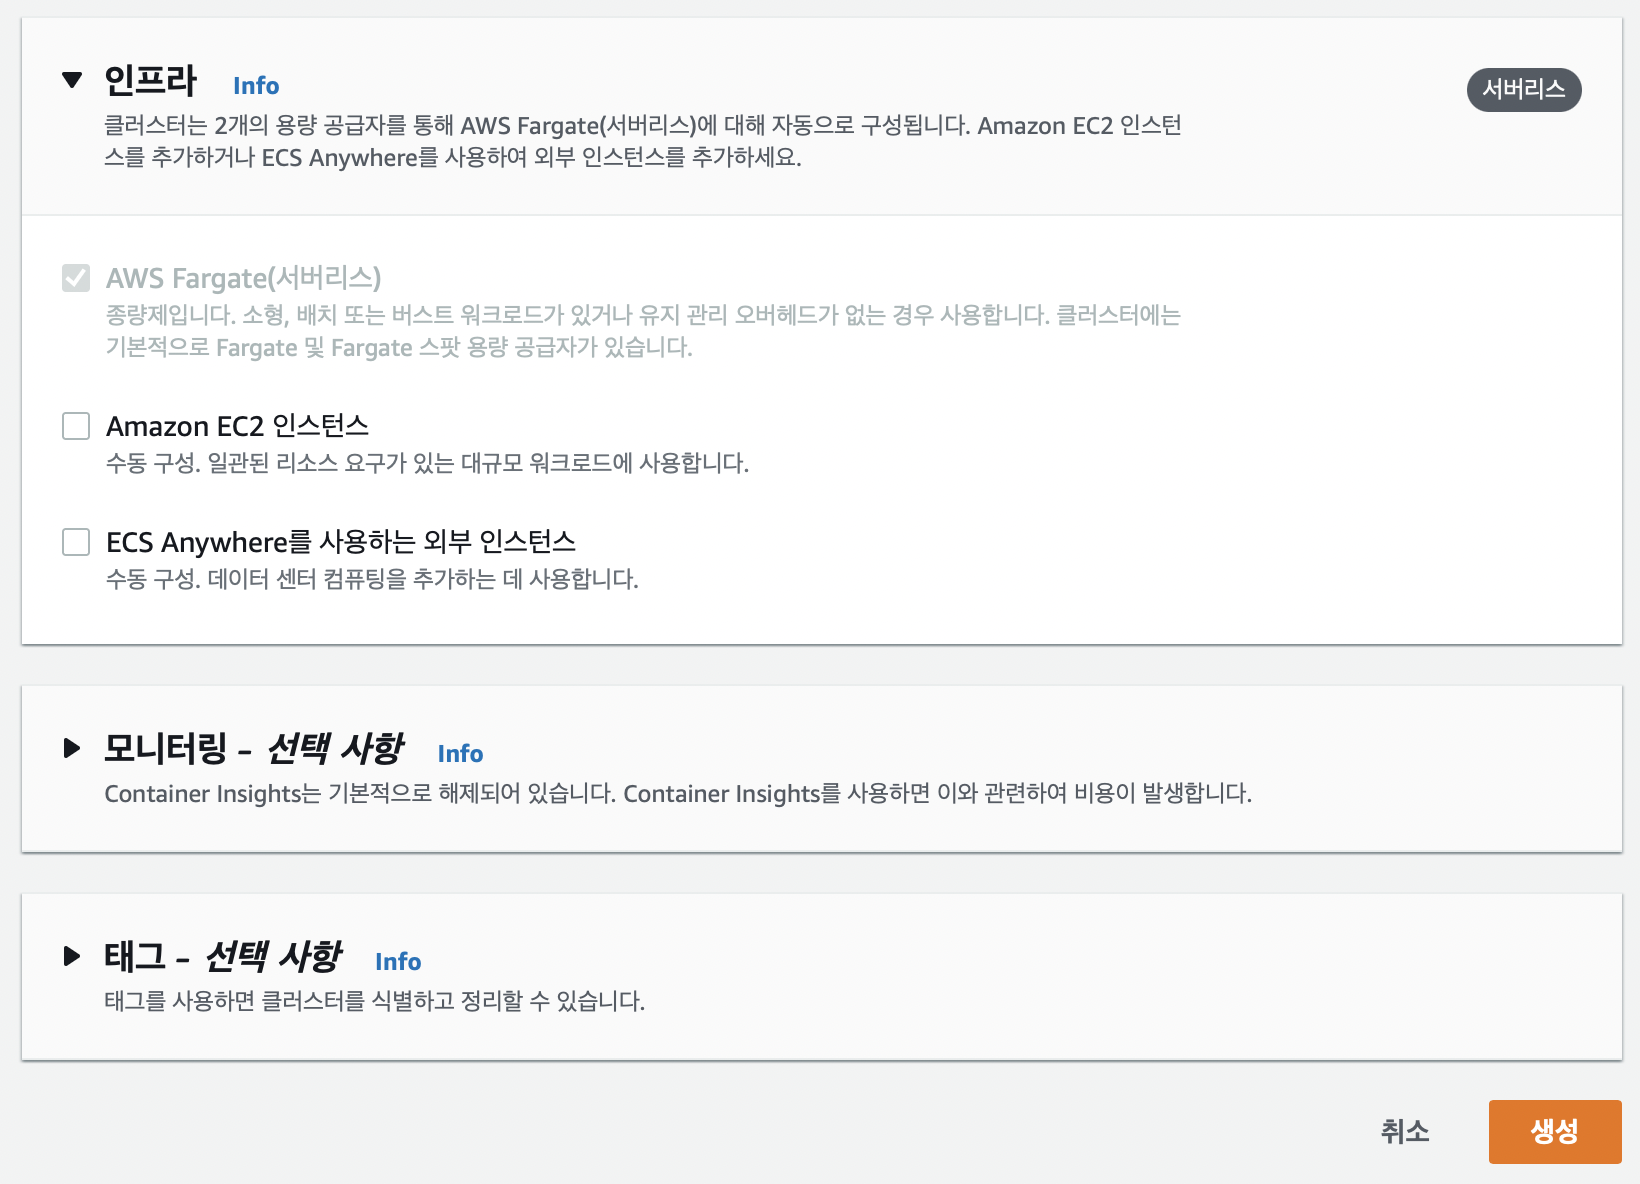 인프라 Info
서버리스
클러스터는 2개의 용량 공급자를 통해 AWS Fargate(서버리스)에 대해 자동으로 구성됩니다. Amazon EC2 인스턴
스를 추가하거나 ECS Anywhere를 사용하여 외부 인스턴스를 추가하세요.
AWS Fargate(서버리스)
종량제입니다. 소형, 배치 또는 버스트 워크로드가 있거나 유지 관리 오버헤드가 없는 경우 사용합니다. 클러스터에는
기본적으로 Fargate 및 Fargate 스팟 용량 공급자가 있습니다.
Amazon EC2 인스턴스
수동 구성. 일관된 리소스 요구가 있는 대규모 워크로드에 사용합니다.
ECS Anywhere를 사용하는 외부 인스턴스
수동 구성. 데이터 센터 컴퓨팅을 추가하는 데 사용합니다.
모니터링 - 선택 사항 Info
Container Insights는 기본적으로 해제되어 있습니다. Container Insights를 사용하면 이와 관련하여 비용이 발생합니다.
태그 - 선택 사항 Info
태그를 사용하면 클러스터를 식별하고 정리할 수 있습니다.
취소
생성